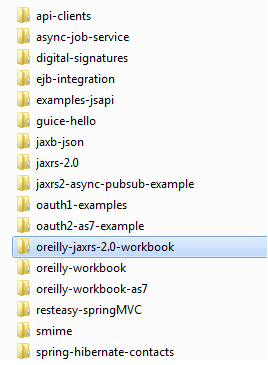 api-clients
async-job-service
digital-signatures
ejb-integration
examples-jsapi
guice-hello
jaxb-json
jaxrs-2.0
jaxrs2-async-pubsub-example
oauth1-examples
oauth2-as7-example
oreilly-jaxrs-2.0-workbook
oreilly-workbook
oreilly-workbook-as7
resteasy-springMVC
smime
spring-hibernate-contacts